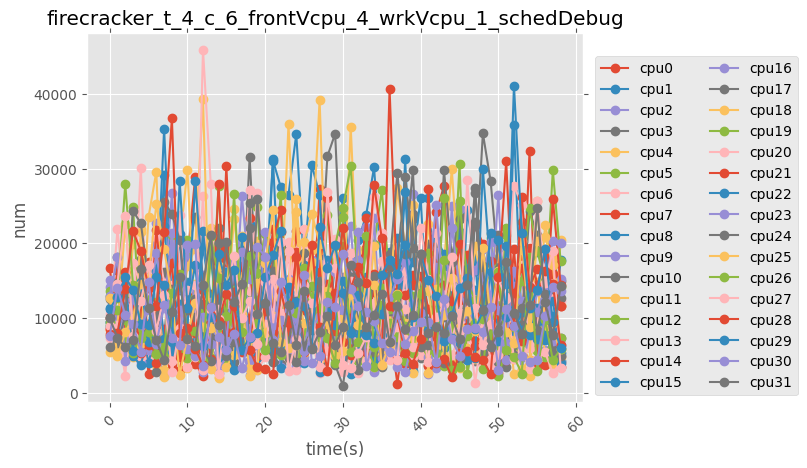 firecracker_t_4_c_6_frontVcpu_4_wrkVcpu_1_schedDebug
40000
30000
20000
10000
0
num
0
10
20
30
40
50
60
time(s)
cpu0
cpu1
cpu2
cpu3
cpu4
cpu5
cpu6
cpu7
cpu8
cpu9
cpu10
cpu11
cpu12
cpu13
cpu14
cpu15
cpu16
cpu17
cpu18
cpu19
cpu20
cpu21
cpu22
cpu23
cpu24
cpu25
cpu26
cpu27
cpu28
cpu29
cpu30
cpu31